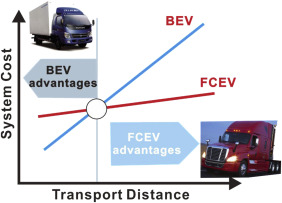 BEV
BEV
advantages
FCEV
FCEV
advantages
System Cost
Transport Distance